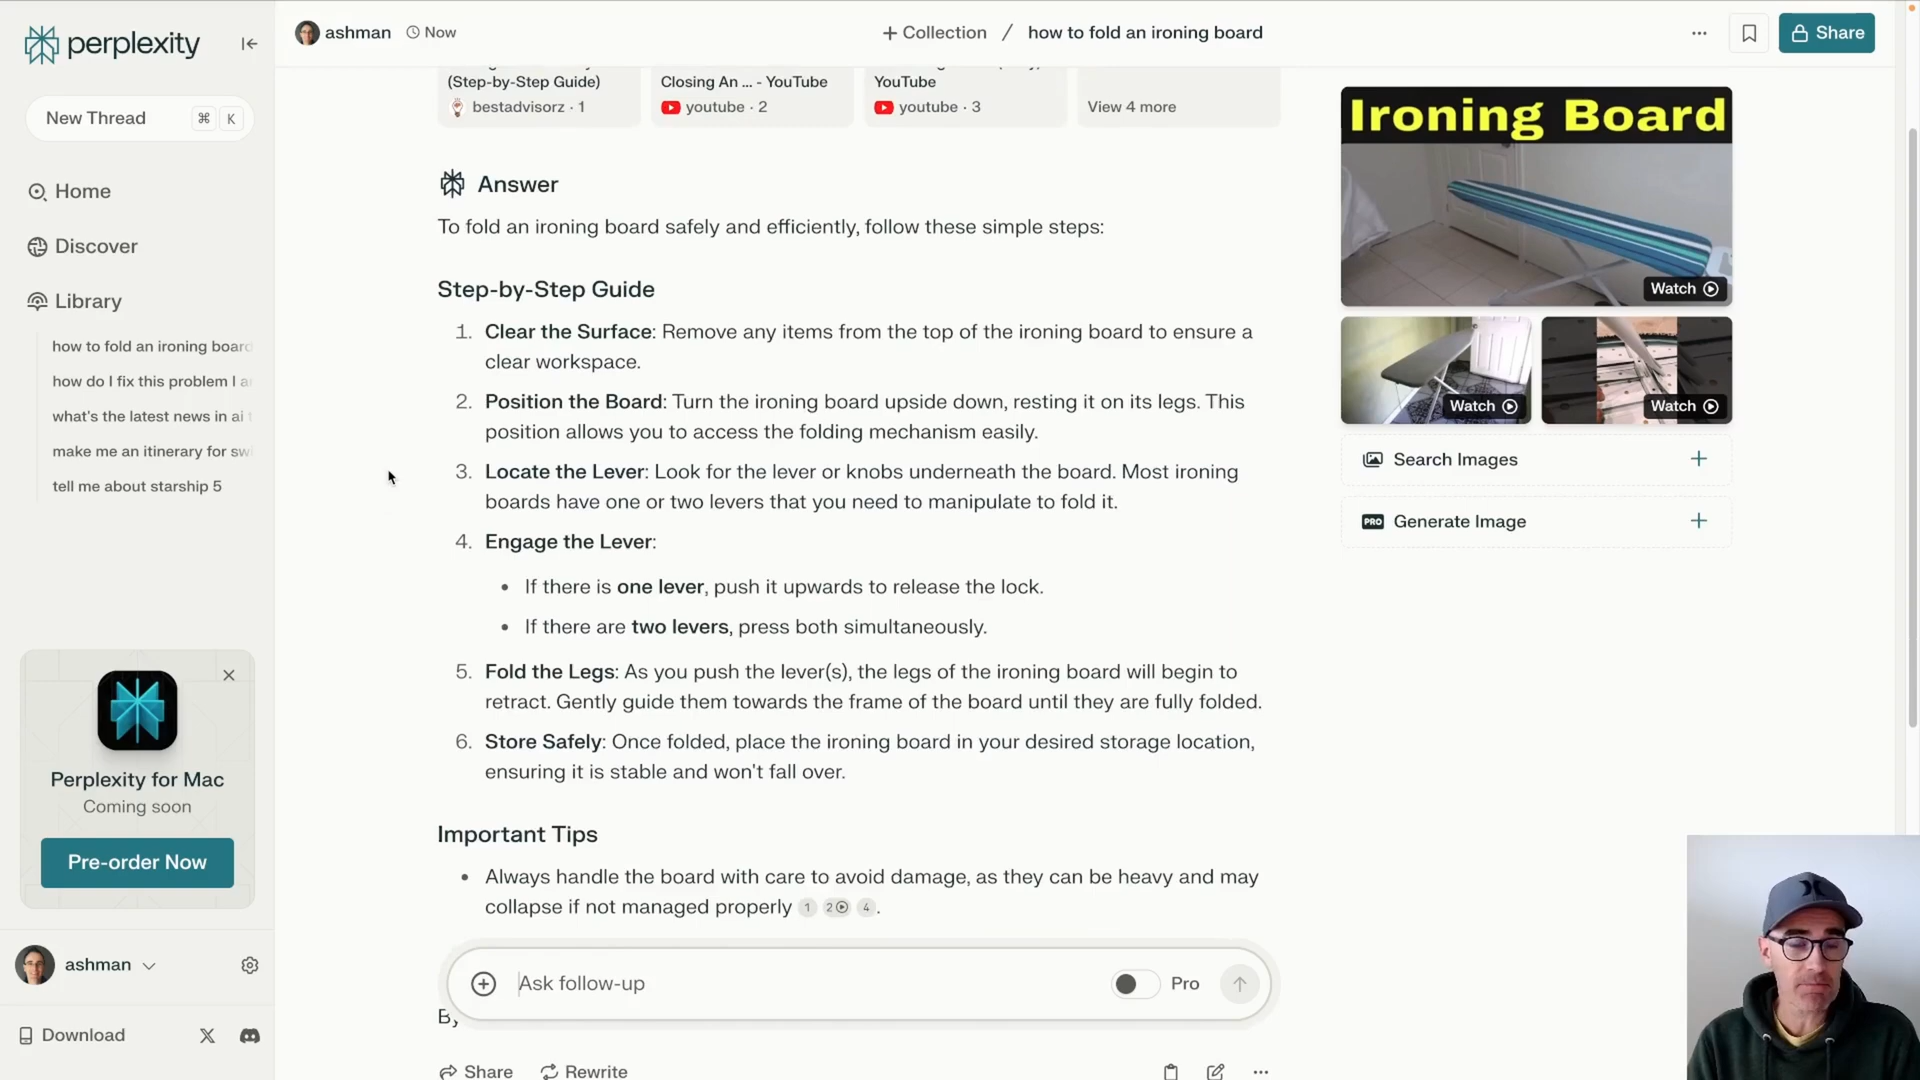 perplexity
New Thread ⌘ K
Home
Discover
Library
how to fold an ironing board
how do I fix this problem I a
what's the latest news in ai
make me an itinerary for sw
tell me about starship 5
Perplexity for Mac
Coming soon
Pre-order Now
ashman
Download
ashman Now
+ Collection / how to fold an ironing board
Share
(Step-by-Step Guide)
bestadvisorz · 1
Closing An ... - YouTube
youtube · 2
YouTube
youtube · 3
View 4 more
Answer
To fold an ironing board safely and efficiently, follow these simple steps:
Step-by-Step Guide
1. Clear the Surface: Remove any items from the top of the ironing board to ensure a
clear workspace.
2. Position the Board: Turn the ironing board upside down, resting it on its legs. This
position allows you to access the folding mechanism easily.
3. Locate the Lever: Look for the lever or knobs underneath the board. Most ironing
boards have one or two levers that you need to manipulate to fold it.
4. Engage the Lever:
• If there is one lever, push it upwards to release the lock.
• If there are two levers, press both simultaneously.
5. Fold the Legs: As you push the lever(s), the legs of the ironing board will begin to
retract. Gently guide them towards the frame of the board until they are fully folded.
6. Store Safely: Once folded, place the ironing board in your desired storage location,
ensuring it is stable and won't fall over.
Important Tips
• Always handle the board with care to avoid damage, as they can be heavy and may
collapse if not managed properly 1 2 4.
Ask follow-up
Pro
By
Share
Rewrite
Ironing Board
Watch
Watch
Watch
Search Images +
PRO Generate Image +